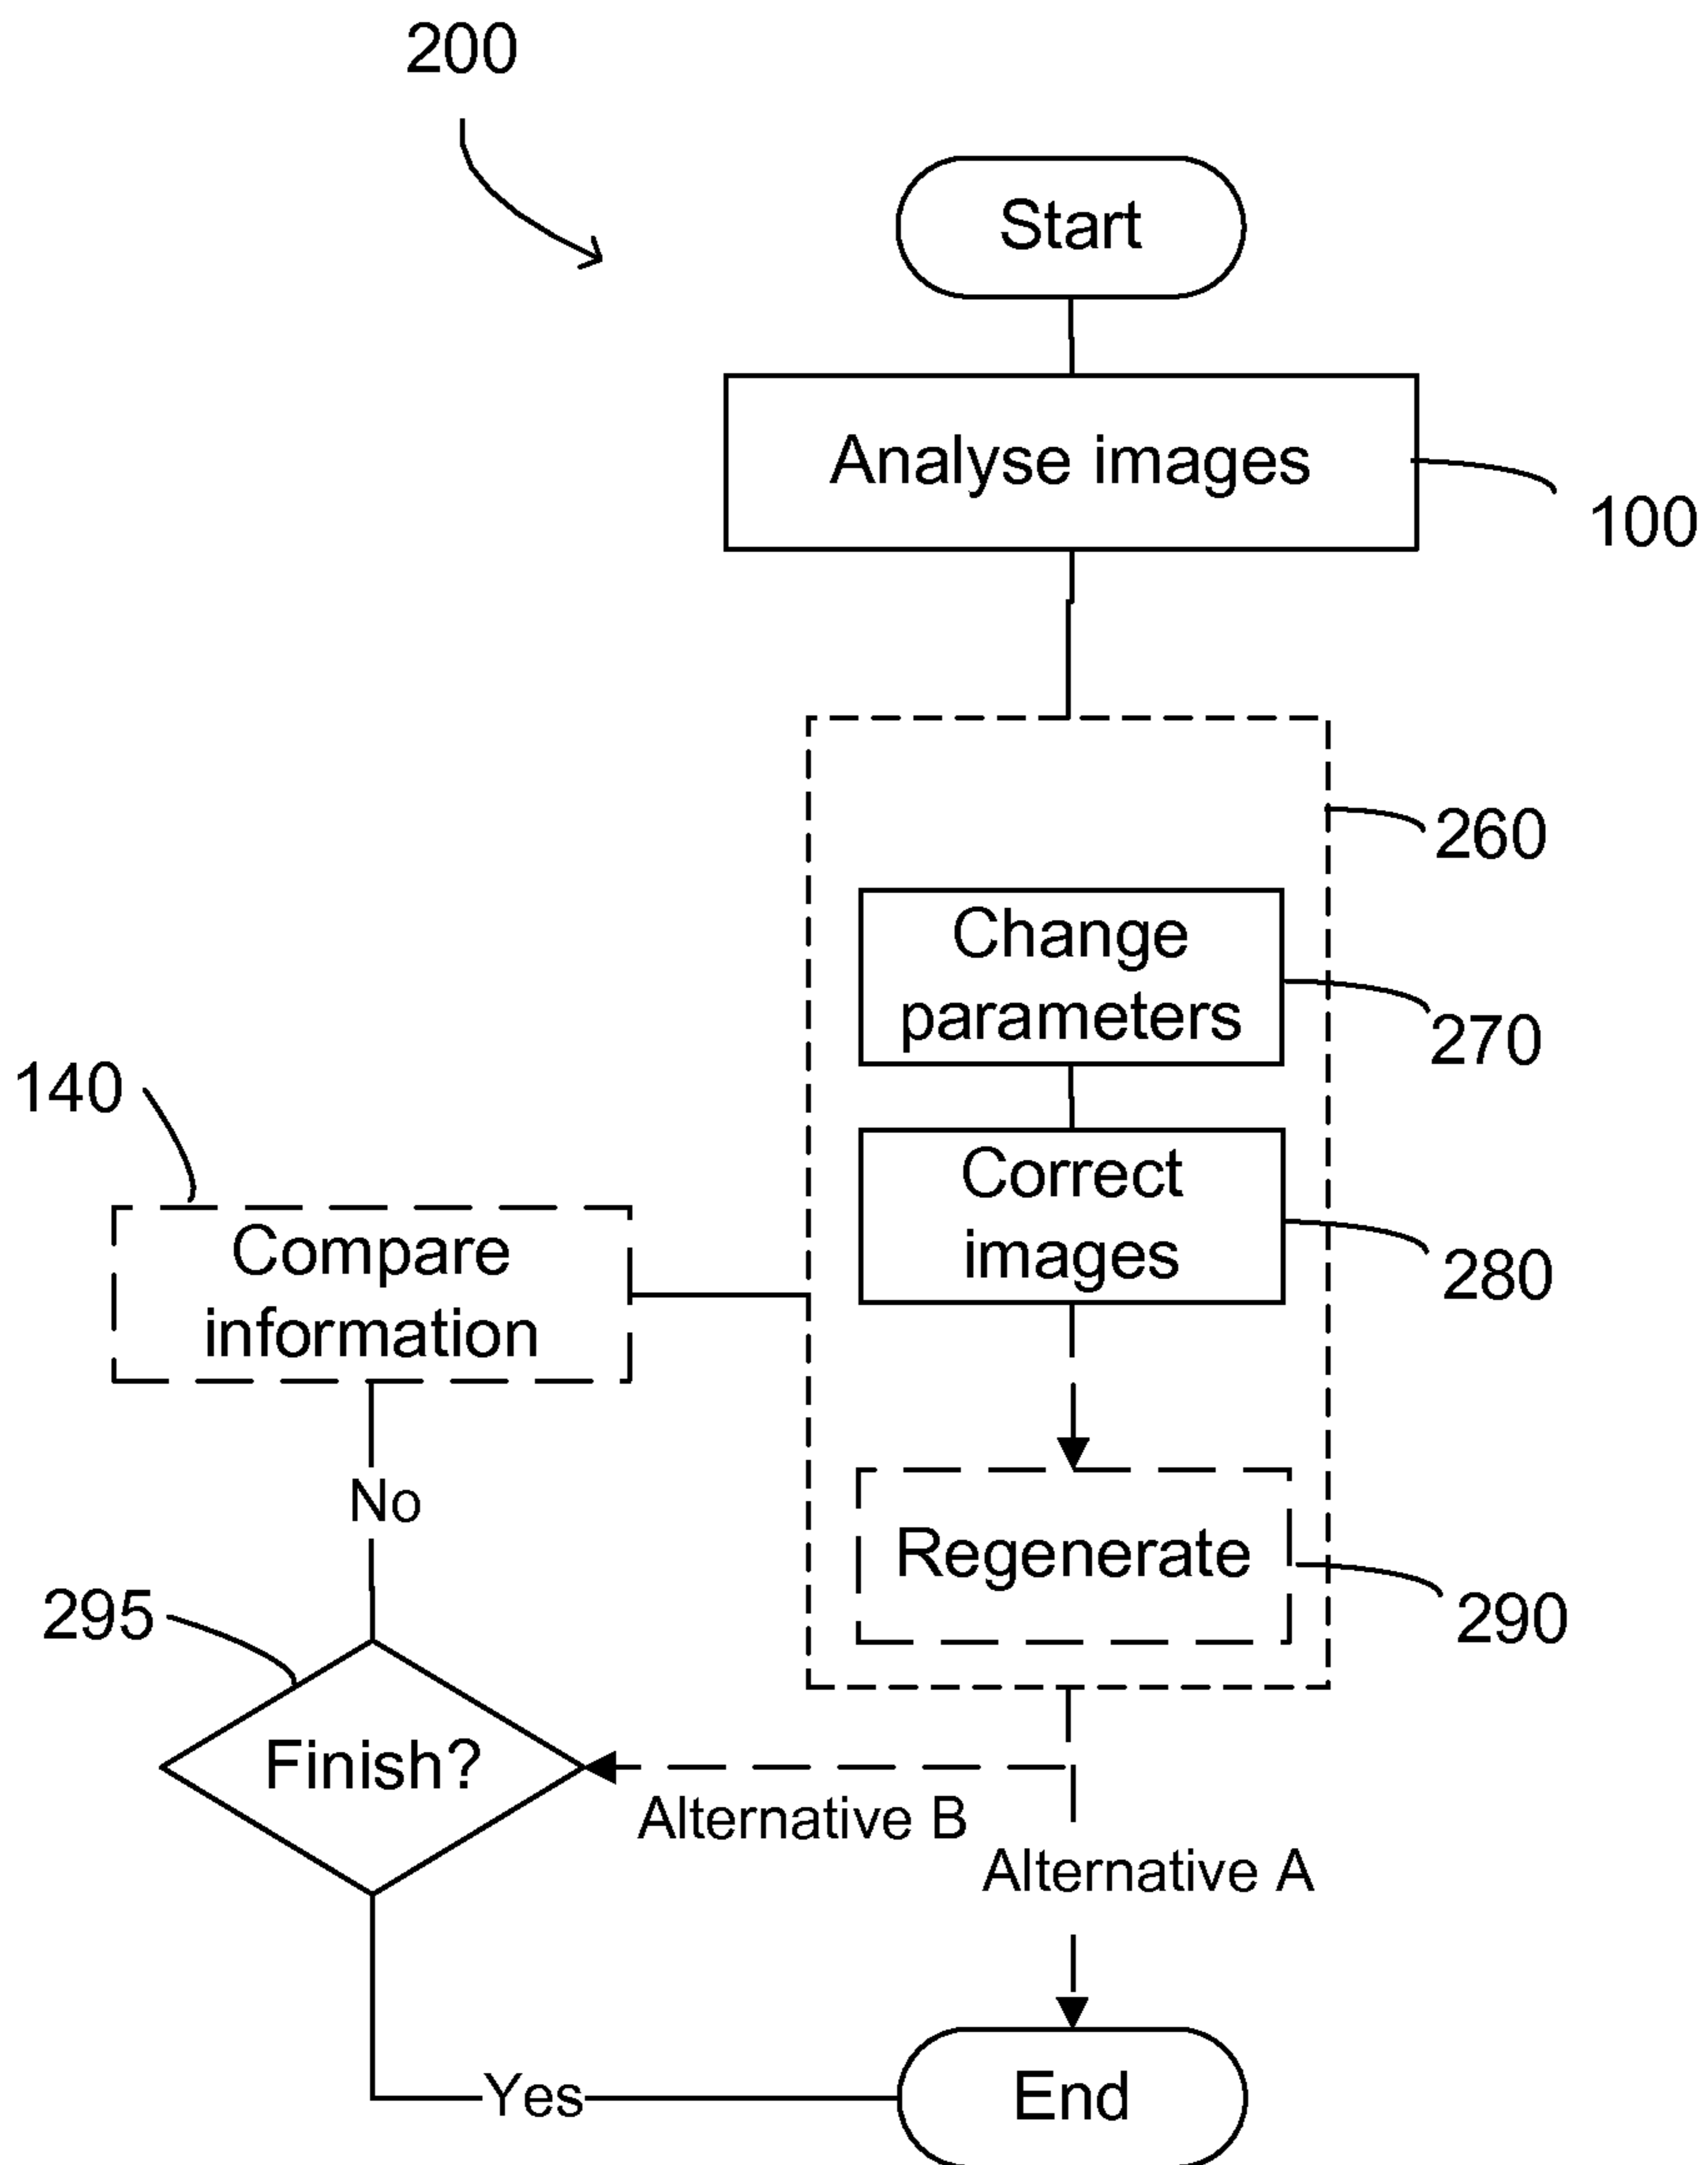 200
Start
Analyse images
100
260
Change
parameters
270
140
Correct
images
280
Compare
information
No
Regenerate
290
295
Finish?
Alternative B
Alternative A
Yes
End